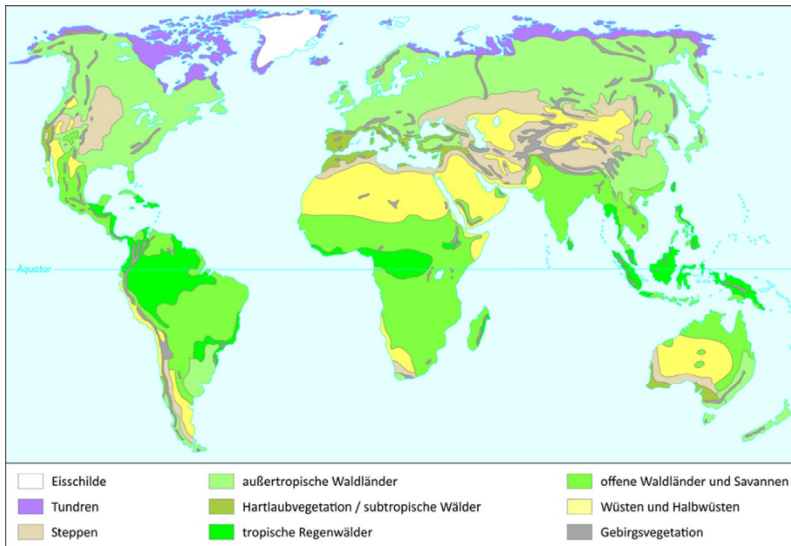 Äquator
Eisschilde
Tundren
Steppen
außertropische Waldländer
Hartlaubvegetation / subtropische Wälder
tropische Regenwälder
offene Waldländer und Savannen
Wüsten und Halbwüsten
Gebirgsvegetation